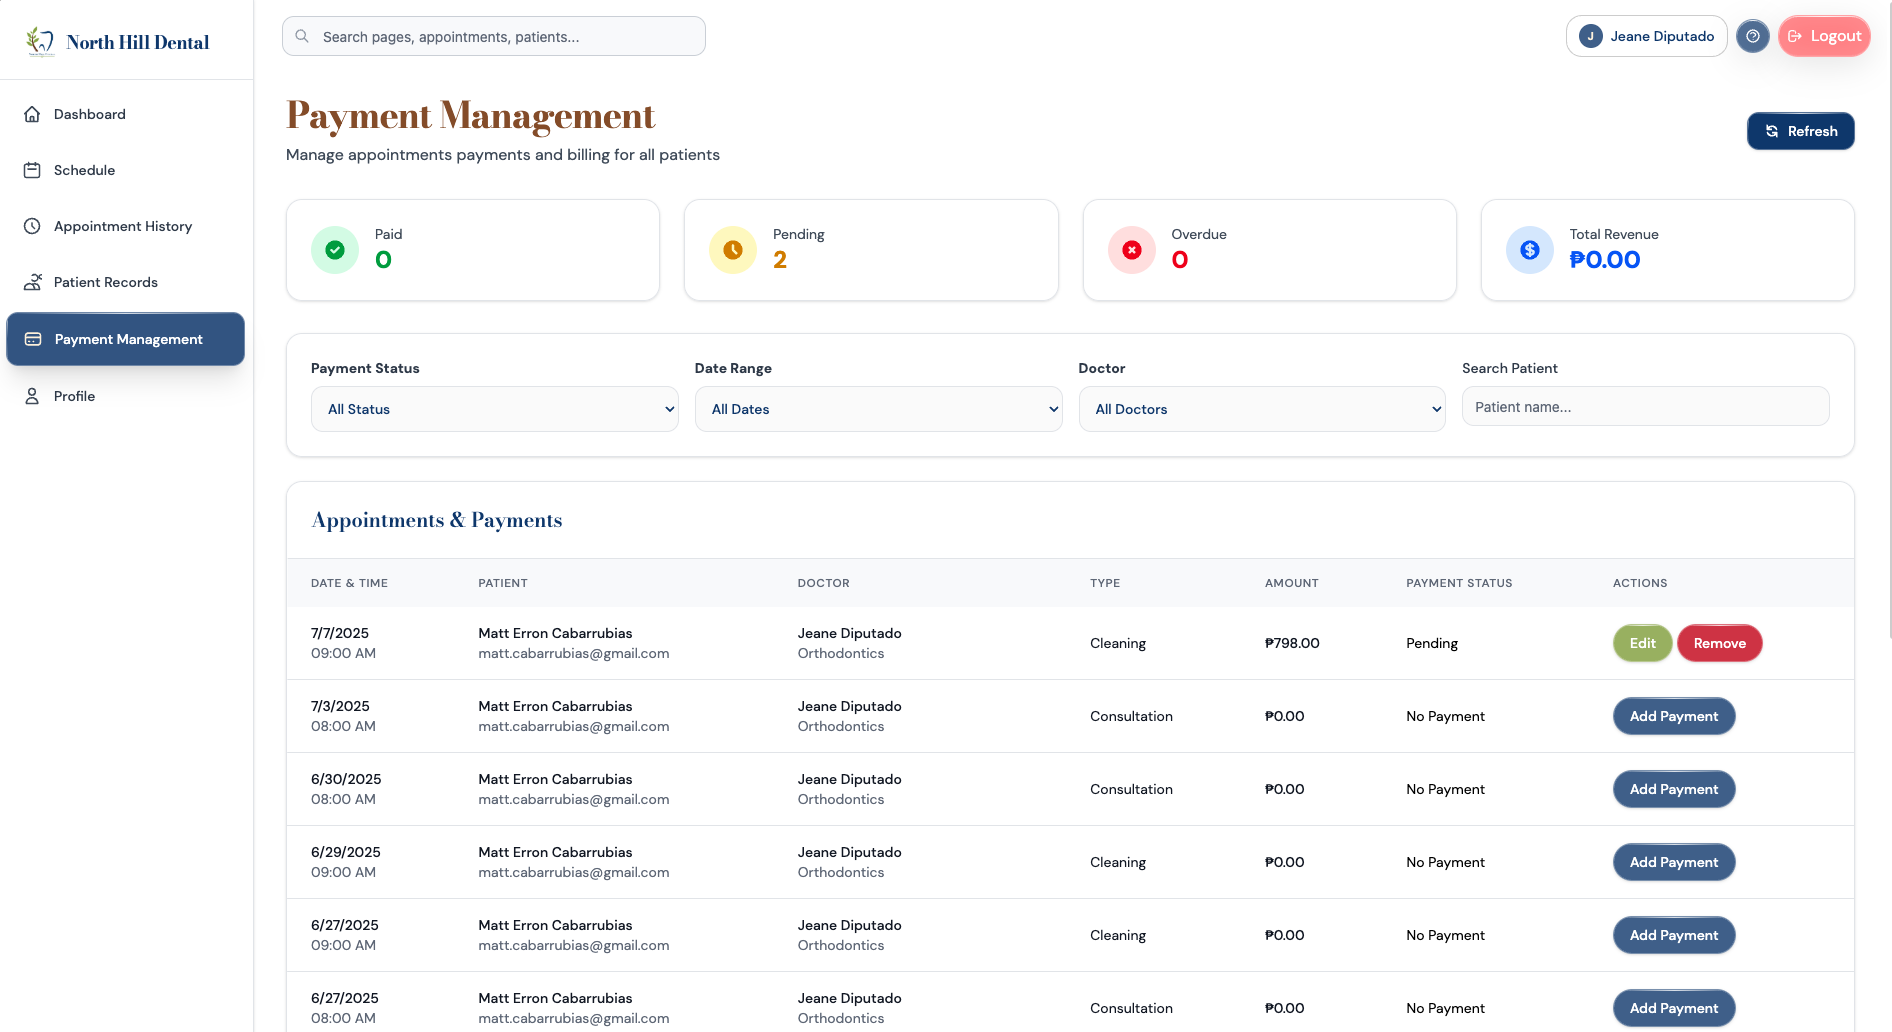 North Hill Dental
Search pages, appointments, patients...
J
Jeane Diputado
Logout
Dashboard
Schedule
Appointment History
Patient Records
Payment Management
Profile
Payment Management
Manage appointments payments and billing for all patients
Refresh
Paid
0
Pending
2
Overdue
0
Total Revenue
₱0.00
Payment Status
All Status
Date Range
All Dates
Doctor
All Doctors
Search Patient
Patient name...
Appointments & Payments
DATE & TIME PATIENT DOCTOR TYPE AMOUNT PAYMENT STATUS ACTIONS
7/7/2025 Matt Erron Cabarrubias Jeane Diputado
09:00 AM matt.cabarrubias@gmail.com Orthodontics
Cleaning ₱798.00 Pending Edit Remove
7/3/2025 Matt Erron Cabarrubias Jeane Diputado
08:00 AM matt.cabarrubias@gmail.com Orthodontics
Consultation ₱0.00 No Payment Add Payment
6/30/2025 Matt Erron Cabarrubias Jeane Diputado
08:00 AM matt.cabarrubias@gmail.com Orthodontics
Consultation ₱0.00 No Payment Add Payment
6/29/2025 Matt Erron Cabarrubias Jeane Diputado
09:00 AM matt.cabarrubias@gmail.com Orthodontics
Cleaning ₱0.00 No Payment Add Payment
6/27/2025 Matt Erron Cabarrubias Jeane Diputado
09:00 AM matt.cabarrubias@gmail.com Orthodontics
Cleaning ₱0.00 No Payment Add Payment
6/27/2025 Matt Erron Cabarrubias Jeane Diputado
08:00 AM matt.cabarrubias@gmail.com Orthodontics
Consultation ₱0.00 No Payment Add Payment